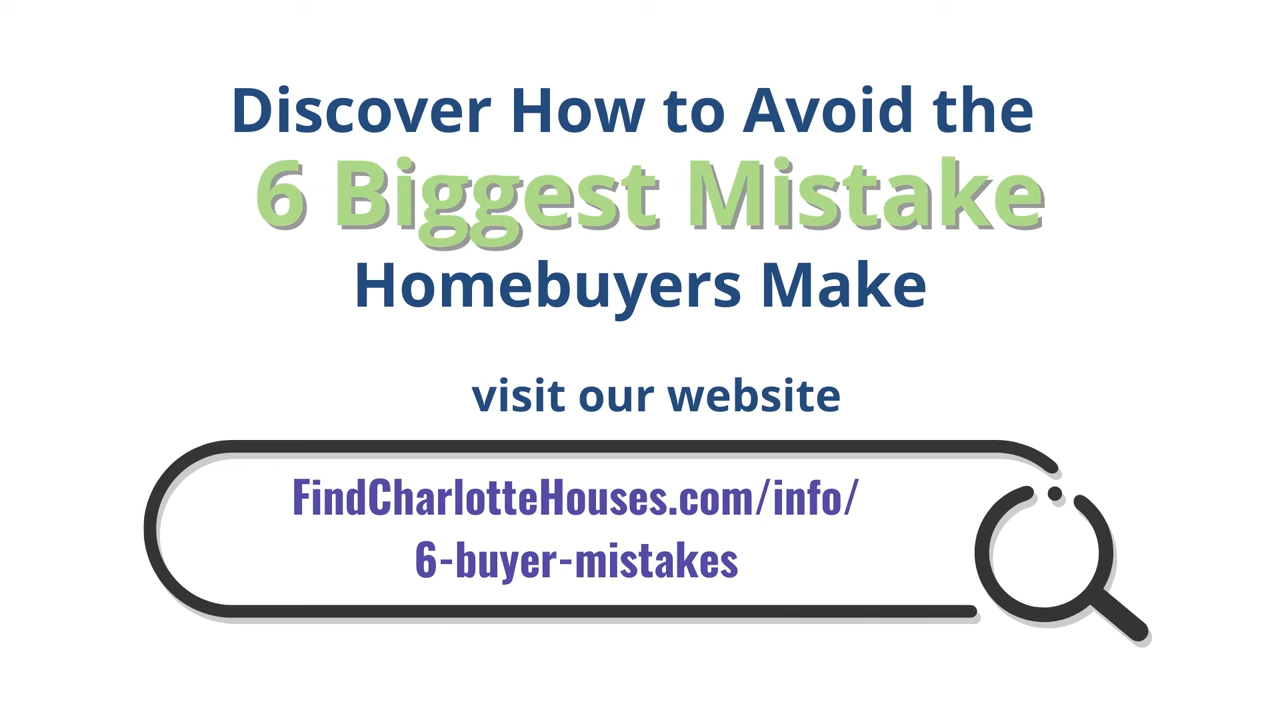 Discover How to Avoid the
6 Biggest Mistake
Homebuyers Make
visit our website
FindCharlotteHouses.com/info/
6-buyer-mistakes